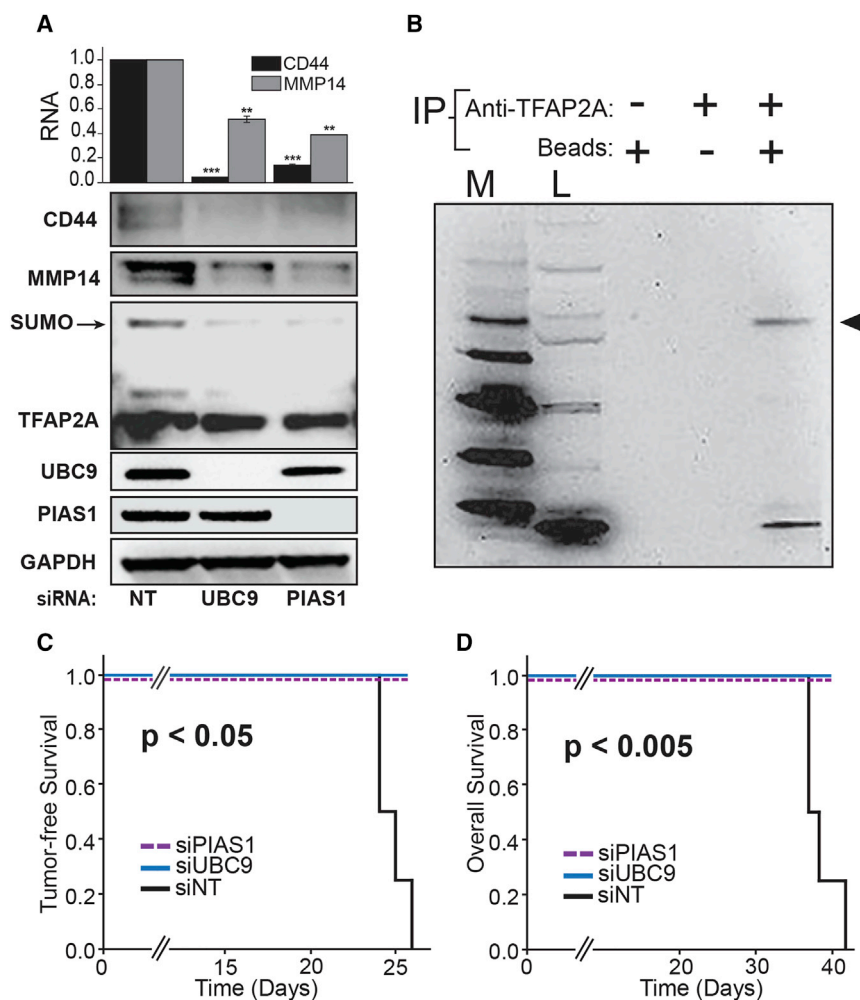 A
RNA
1.0
0.8
0.6
0.4
0.2
0.0
CD44
MMP14
***
**
***
**
CD44
MMP14
SUMO
TFAP2A
UBC9
PIAS1
GAPDH
siRNA: NT UBC9 PIAS1
B
IP
Anti-TFAP2A: - + +
Beads: + - +
M L
C
Tumor-free Survival
1.0
0.8
0.6
0.4
0.2
0.0
p < 0.05
siPIAS1
siUBC9
siNT
0 15 20 25
Time (Days)
D
Overall Survival
1.0
0.8
0.6
0.4
0.2
0.0
p < 0.005
siPIAS1
siUBC9
siNT
0 20 30 40
Time (Days)